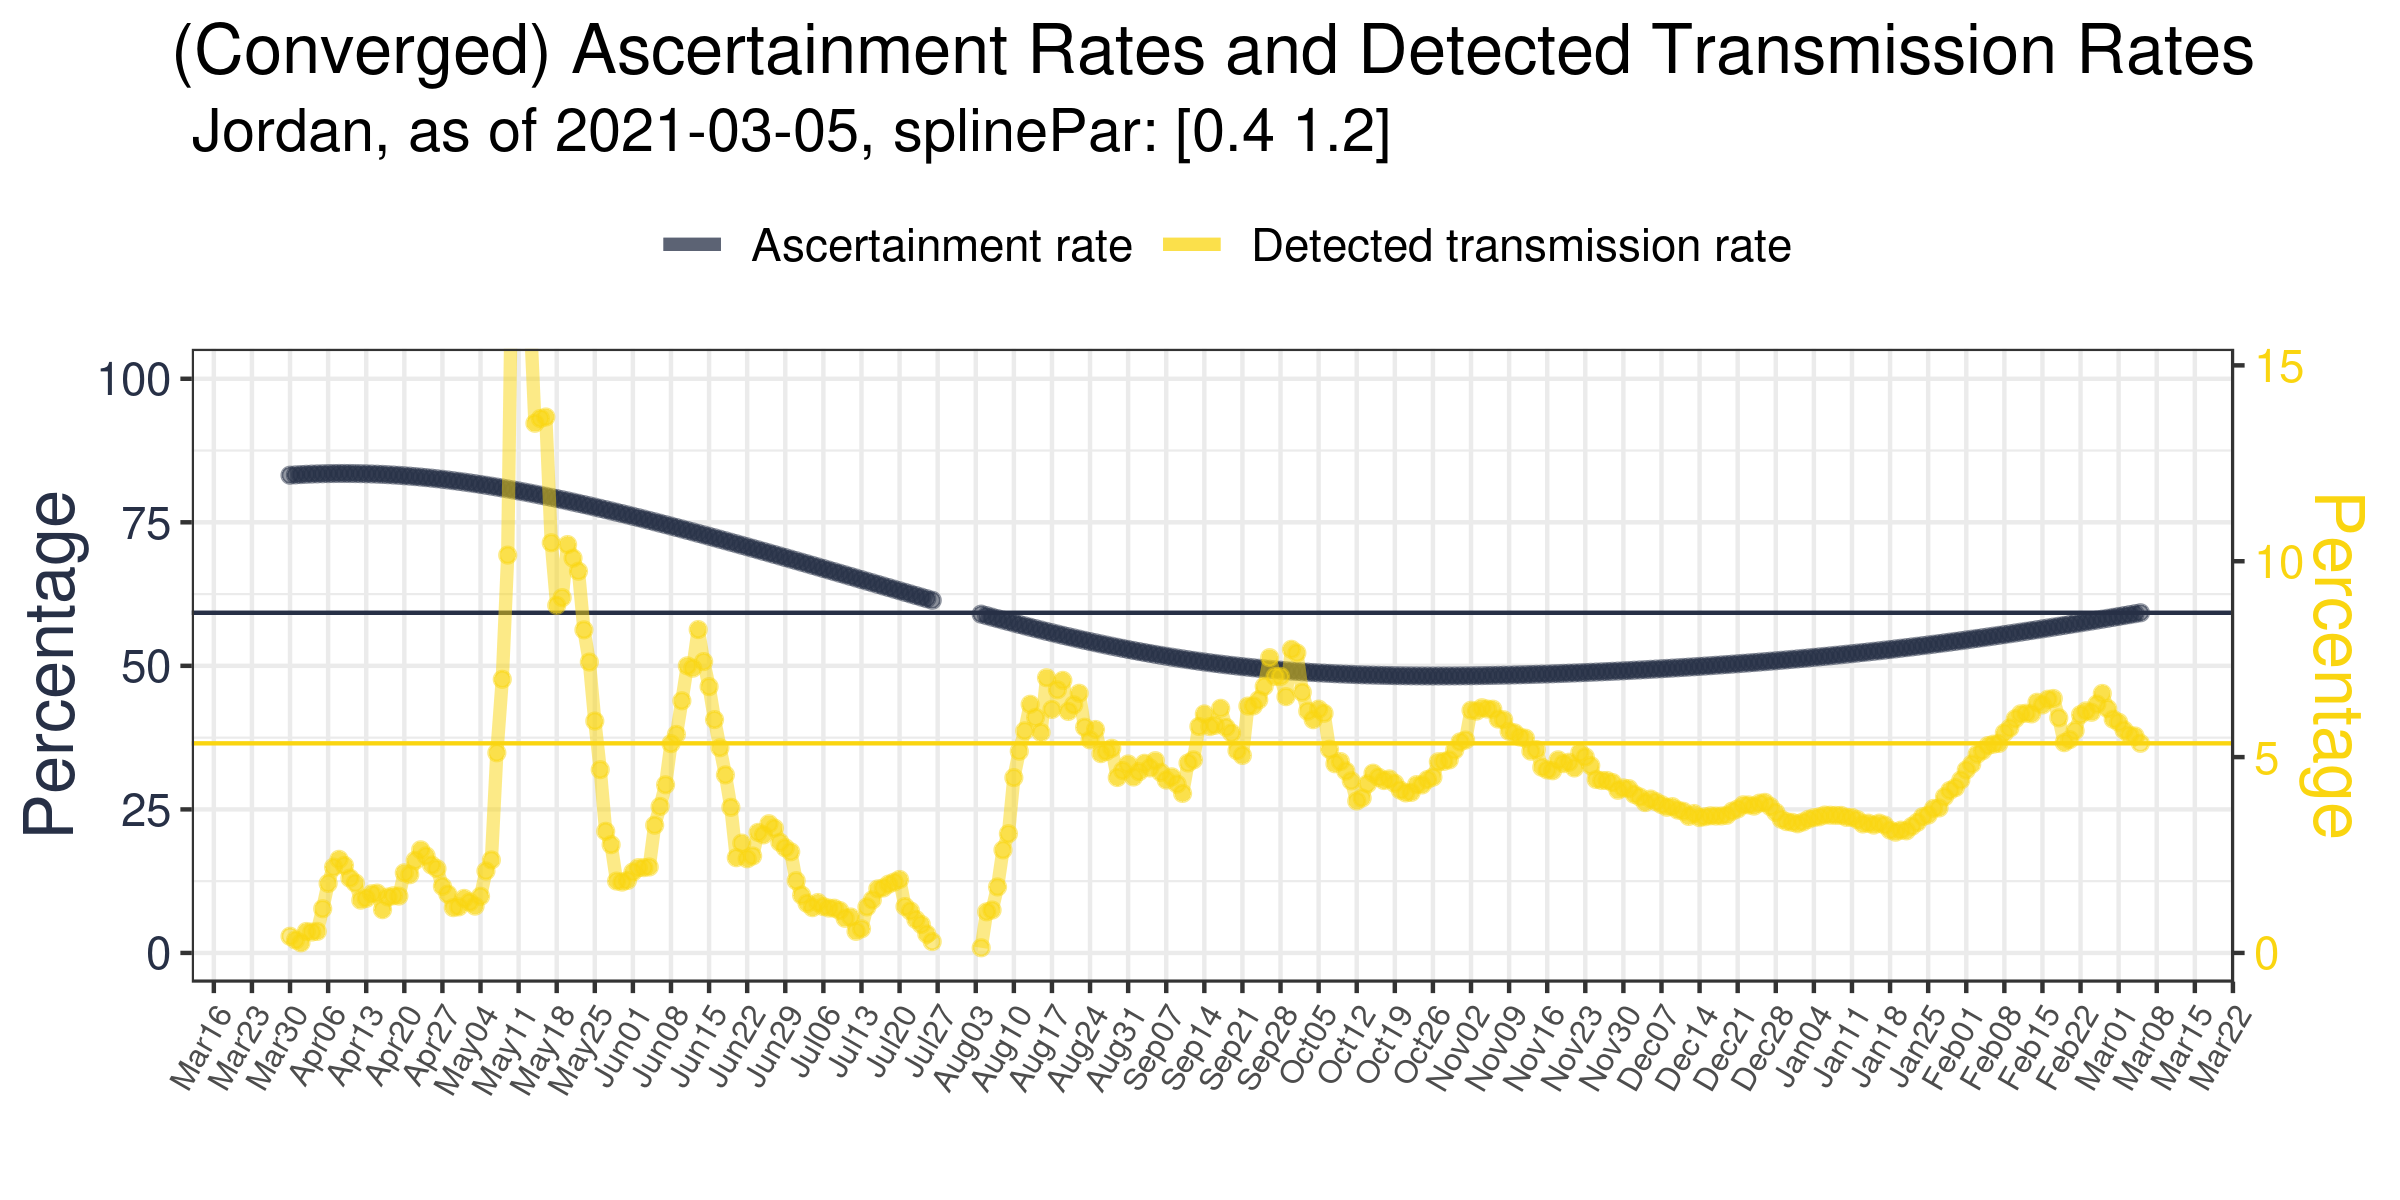 (Converged) Ascertainment Rates and Detected Transmission Rates
Jordan, as of 2021-03-05, splinePar: [0.4 1.2]
Ascertainment rate Detected transmission rate
Percentage
100
75
50
25
0
15
10
5
0
Percentage
Mar16 Mar23 Mar30 Apr06 Apr13 Apr20 Apr27 May04 May11 May18 May25 Jun01 Jun08 Jun15 Jun22 Jun29 Jul06 Jul13 Jul20 Jul27 Aug03 Aug10 Aug17 Aug24 Aug31 Sep07 Sep14 Sep21 Sep28 Oct05 Oct12 Oct19 Oct26 Nov02 Nov09 Nov16 Nov23 Nov30 Dec07 Dec14 Dec21 Dec28 Jan04 Jan11 Jan18 Jan25 Feb01 Feb08 Feb15 Feb22 Mar01 Mar08 Mar15 Mar22